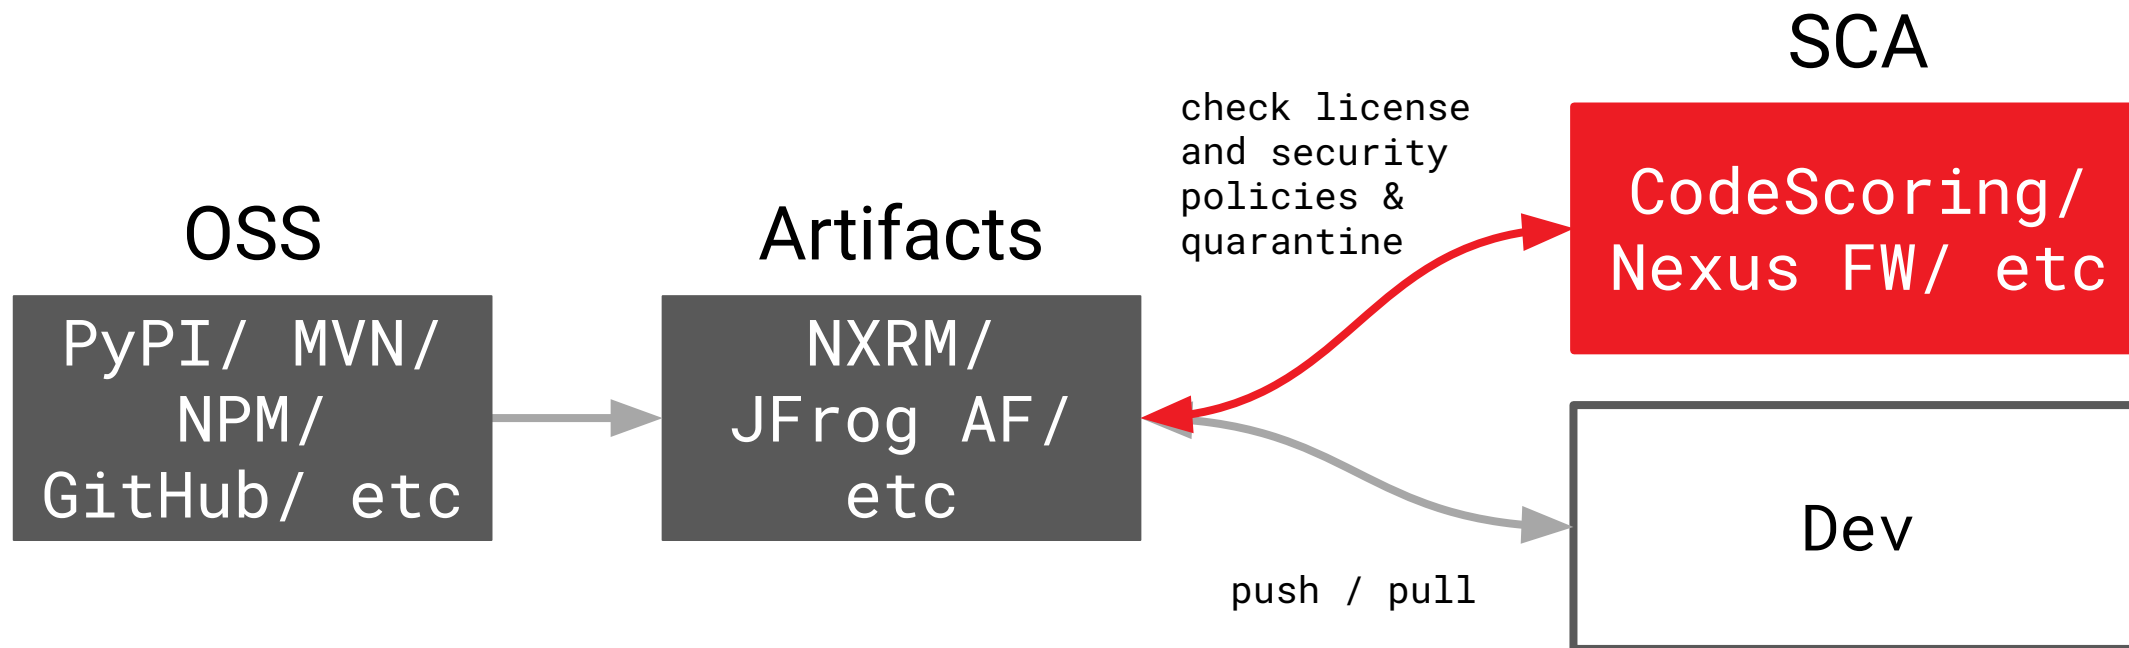 OSS
PyPI/ MVN/
NPM/
GitHub/ etc
Artifacts
NXRM/
JFrog AF/
etc
check license
and security
policies &
quarantine
SCA
CodeScoring/
Nexus FW/ etc
push / pull
Dev